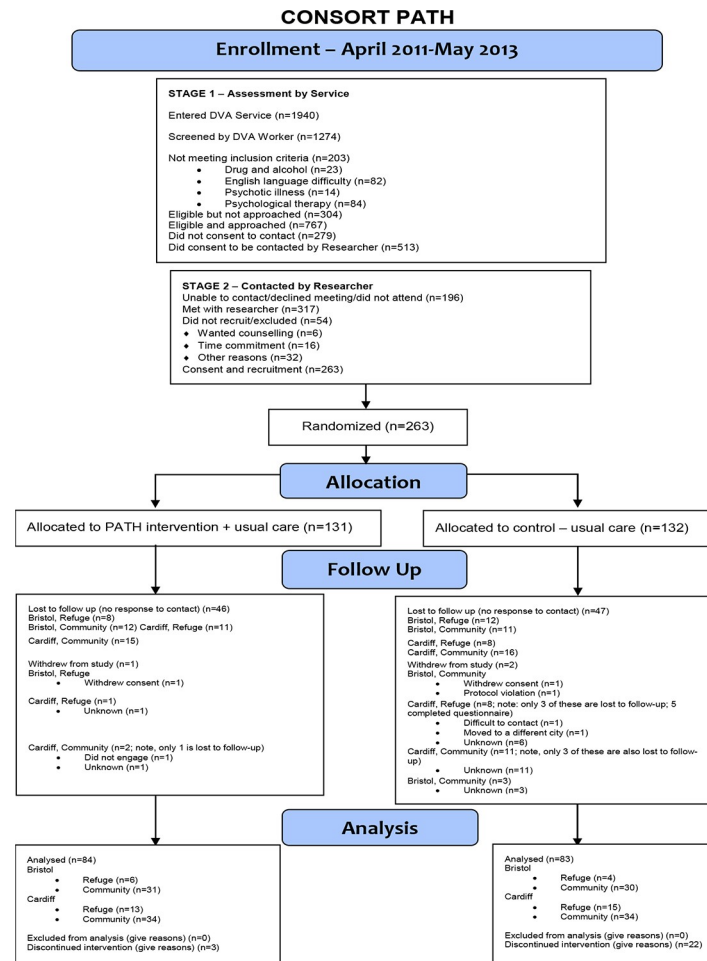 CONSORT PATH
Enrollment – April 2011-May 2013
STAGE 1 – Assessment by Service
Entered DVA Service (n=1940)
Screened by DVA Worker (n=1274)
Not meeting inclusion criteria (n=203)
• Drug and alcohol (n=23)
• English language difficulty (n=82)
• Psychotic illness (n=14)
• Psychological therapy (n=84)
Eligible but not approached (n=304)
Eligible and approached (n=767)
Did not consent to contact (n=279)
Did consent to be contacted by Researcher (n=513)
STAGE 2 – Contacted by Researcher
Unable to contact/declined meeting/did not attend (n=196)
Met with researcher (n=317)
Did not recruit/excluded (n=54)
◆ Wanted counselling (n=6)
◆ Time commitment (n=16)
◆ Other reasons (n=32)
Consent and recruitment (n=263)
Randomized (n=263)
Allocation
Allocated to PATH intervention + usual care (n=131)
Allocated to control – usual care (n=132)
Follow Up
Lost to follow up (no response to contact) (n=46)
Bristol, Refuge (n=8)
Bristol, Community (n=12) Cardiff, Refuge (n=11)
Cardiff, Community (n=15)
Withdrew from study (n=1)
Bristol, Refuge
• Withdrew consent (n=1)
Cardiff, Refuge (n=1)
• Unknown (n=1)
Cardiff, Community (n=2; note, only 1 is lost to follow-up)
• Did not engage (n=1)
• Unknown (n=1)
Lost to follow up (no response to contact) (n=47)
Bristol, Refuge (n=12)
Bristol, Community (n=11)
Cardiff, Refuge (n=8)
Cardiff, Community (n=16)
Withdrew from study (n=2)
Bristol, Community
• Withdrew consent (n=1)
• Protocol violation (n=1)
Cardiff, Refuge (n=8; note: only 3 of these are lost to follow-up; 5
completed questionnaire)
• Difficult to contact (n=1)
• Moved to a different city (n=1)
• Unknown (n=6)
Cardiff, Community (n=11; note, only 3 of these are also lost to follow-
up)
• Unknown (n=11)
Bristol, Community (n=3)
• Unknown (n=3)
Analysis
Analysed (n=84)
Bristol
• Refuge (n=6)
• Community (n=31)
Cardiff
• Refuge (n=13)
• Community (n=34)
Excluded from analysis (give reasons) (n=0)
Discontinued intervention (give reasons) (n=3)
Analysed (n=83)
Bristol
• Refuge (n=4)
• Community (n=30)
Cardiff
• Refuge (n=15)
• Community (n=34)
Excluded from analysis (give reasons) (n=0)
Discontinued intervention (give reasons) (n=22)